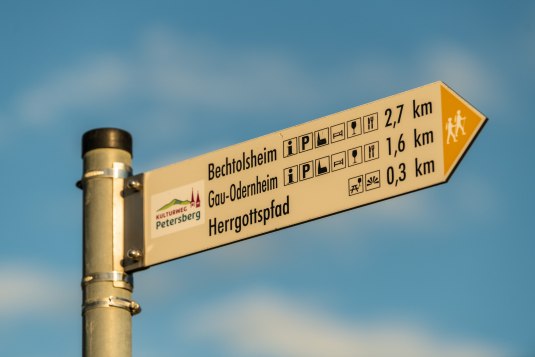 Bechtolsheim i P 2,7 km
Gau-Odernheim i P 1,6 km
Herrgottspfad 0,3 km
KULTURWEG
Petersberg